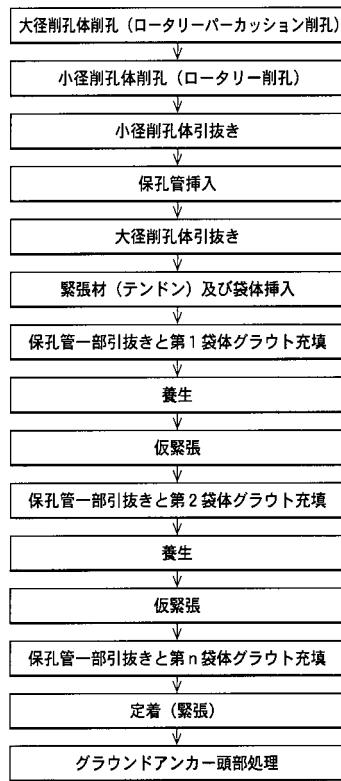 大径削孔体削孔（ロータリーパーカッション削孔）
小径削孔体削孔（ロータリー削孔）
小径削孔体引抜き
保孔管挿入
大径削孔体引抜き
緊張材（テンドン）及び袋体挿入
保孔管一部引抜きと第1袋体グラウト充填
養生
仮緊張
保孔管一部引抜きと第2袋体グラウト充填
養生
仮緊張
保孔管一部引抜きと第n袋体グラウト充填
定着（緊張）
グラウンドアンカー頭部処理